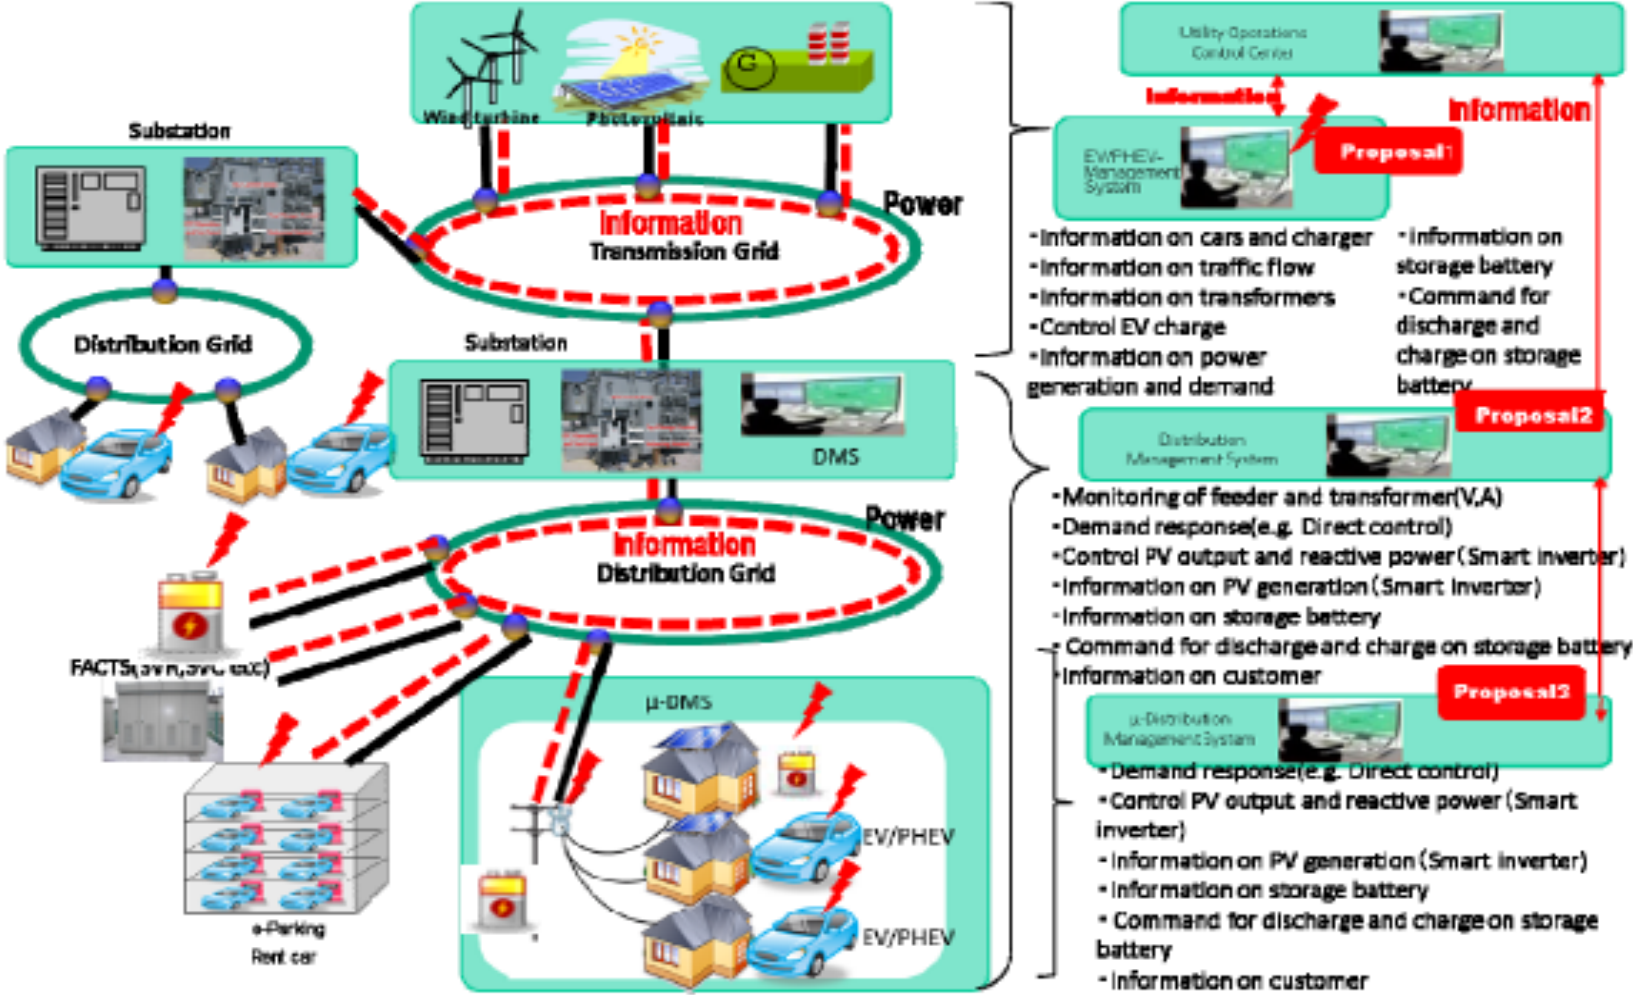 Wind turbine
Photovoltaic
G
Substation
Power
Information
Transmission Grid
Distribution Grid
Substation
DMS
Power
Information
Distribution Grid
FACTS(SVR,SVC etc)
μ-DMS
EV/PHEV
EV/PHEV
e-Parking
Rent car
Utility Operations
Control Center
Information
Information
EV/PHEV-
Management
System
Proposal1
・Information on cars and charger
・Information on traffic flow
・Information on transformers
・Control EV charge
・Information on power
generation and demand
・Information on
storage battery
・Command for
discharge and
charge on storage
battery
Proposal2
Distribution
Management System
・Monitoring of feeder and transformer(V,A)
・Demand response(e.g. Direct control)
・Control PV output and reactive power（Smart inverter)
・Information on PV generation（Smart Inverter)
・Information on storage battery
・Command for discharge and charge on storage battery
・Information on customer
Proposal3
μ-Distribution
Management System
・Demand response(e.g. Direct control)
・Control PV output and reactive power（Smart
inverter)
・Information on PV generation（Smart inverter)
・Information on storage battery
・Command for discharge and charge on storage
battery
・Information on customer